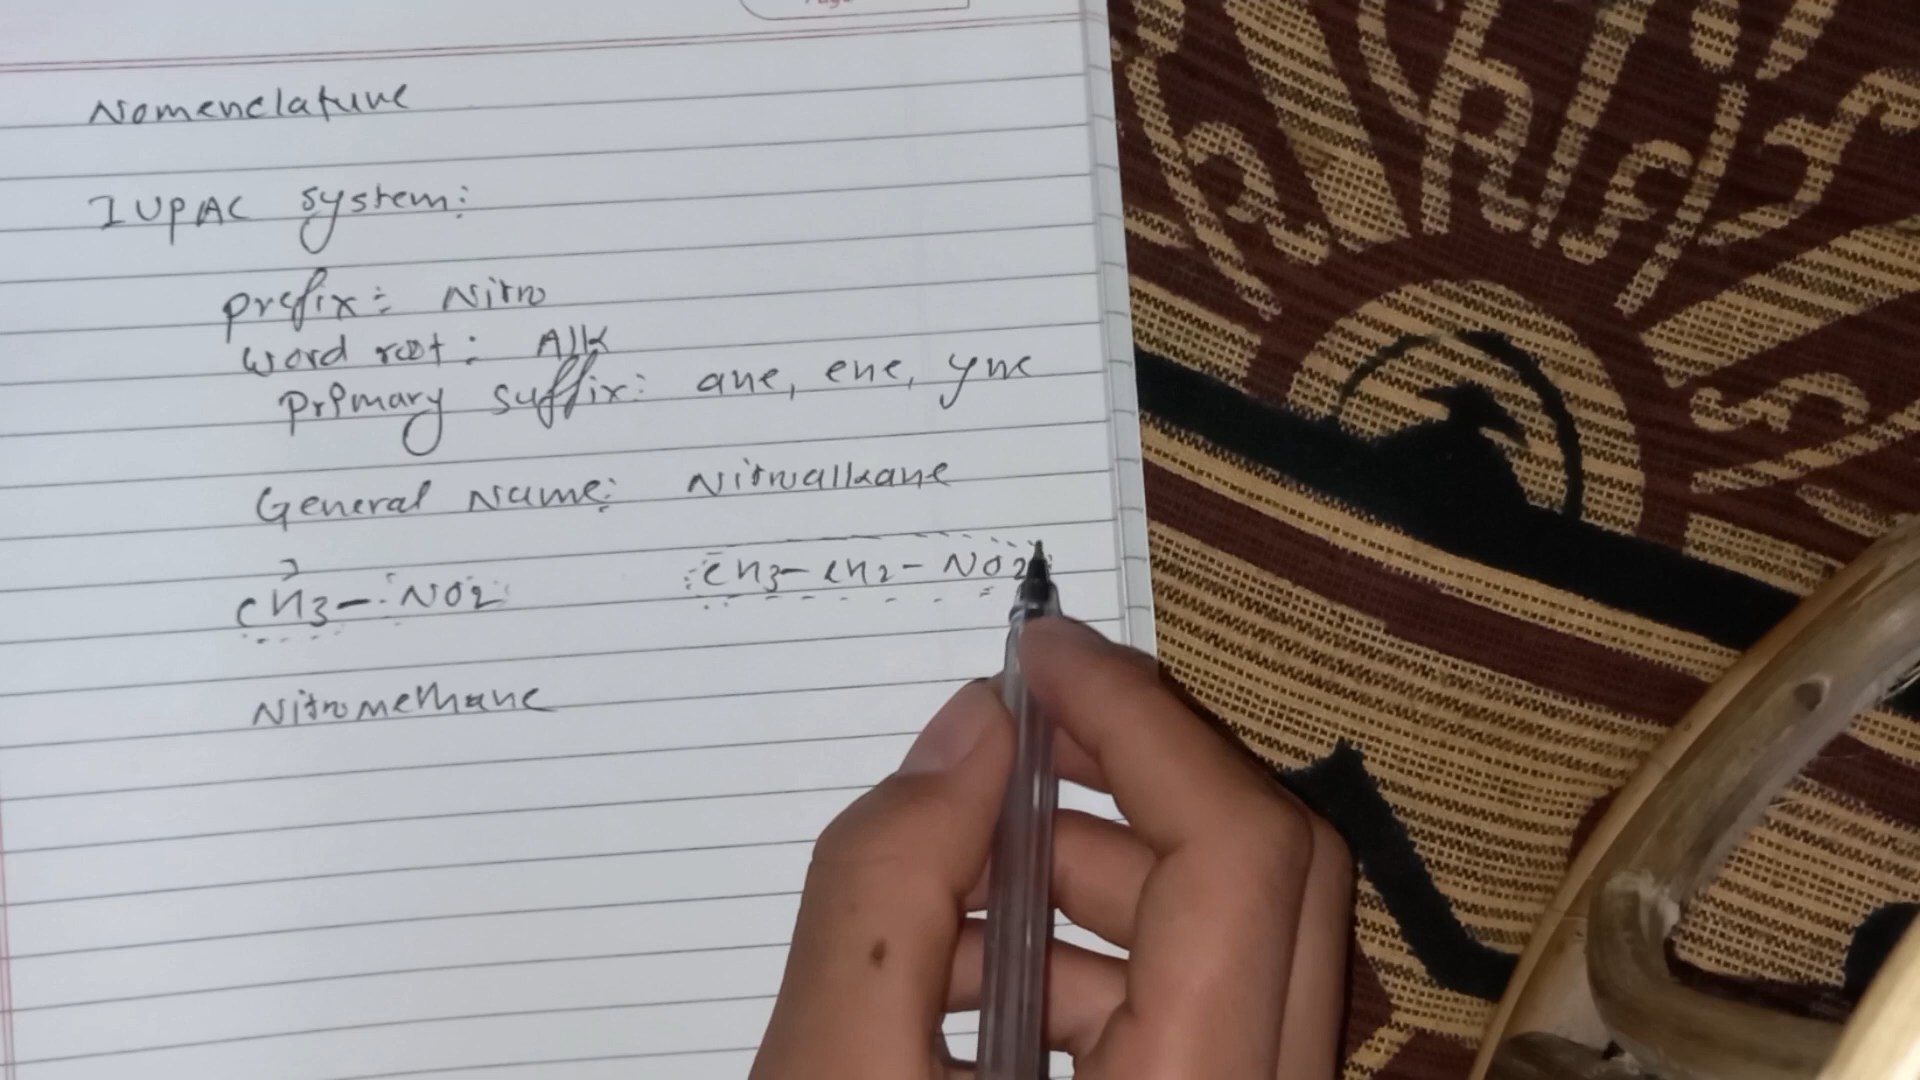 Nomenclature
IUPAC system:
prefix: Nitro
word root: Alk
Primary suffix: ane, ene, yne
General Name: Nitroalkane
CH3-NO2 CH3-CH2-NO2
Nitromethane